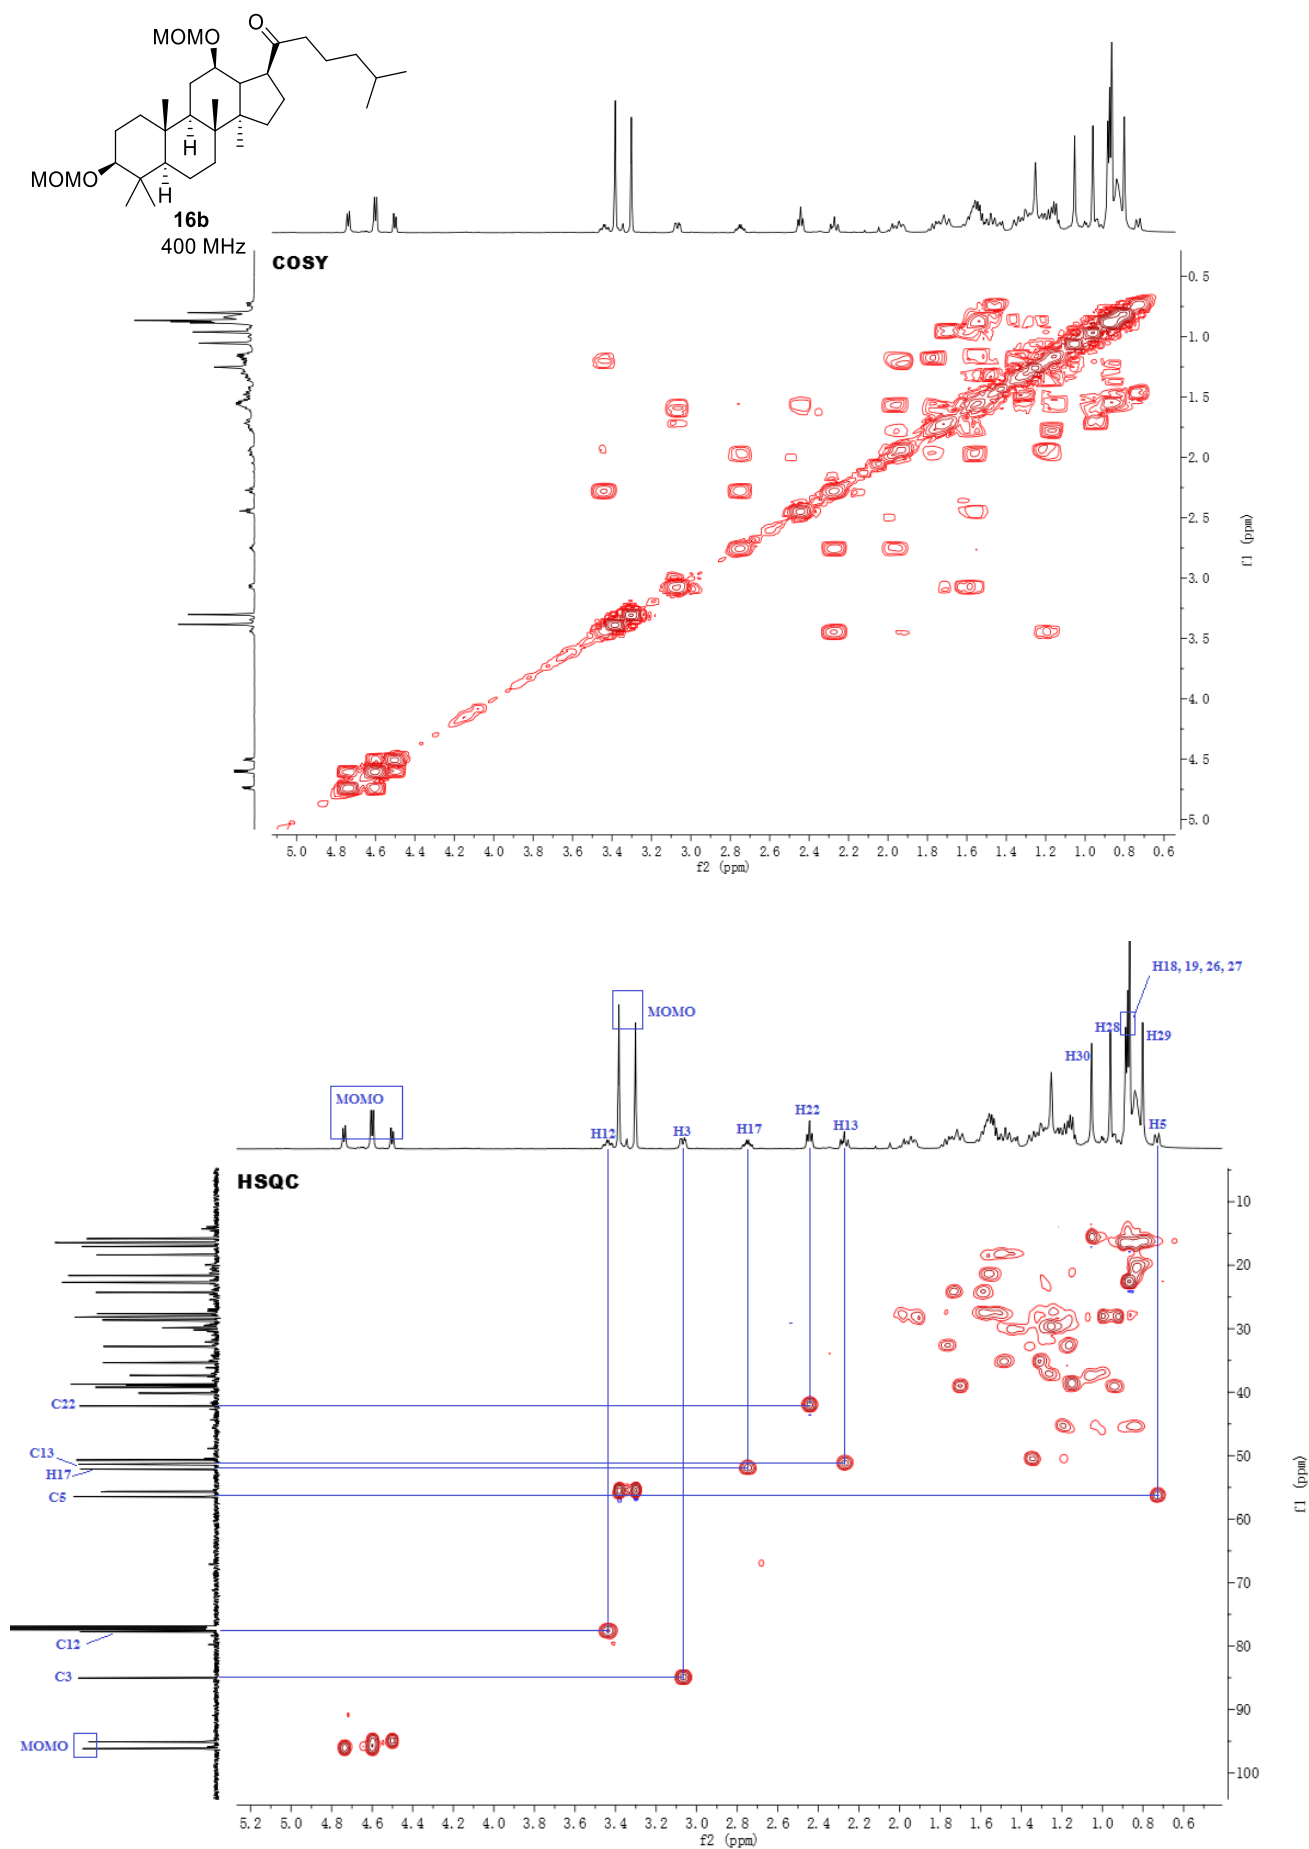 O
MOMO
O
H
MOMO
H
16b
400 MHz
COSY
0.5
1.0
1.5
2.0
2.5
3.0
3.5
4.0
4.5
5.0
f1 (ppm)
5.0 4.8 4.6 4.4 4.2 4.0 3.8 3.6 3.4 3.2 3.0 2.8 2.6 2.4 2.2 2.0 1.8 1.6 1.4 1.2 1.0 0.8 0.6
f2 (ppm)
H18, 19, 26, 27
MOMO
H28
H29
H30
MOMO
H12
H3
H17
H22
H13
H5
HSQC
10
20
30
40
50
60
70
80
90
100
f1 (ppm)
C22
C13
H17
C5
C12
C3
MOMO
5.2 5.0 4.8 4.6 4.4 4.2 4.0 3.8 3.6 3.4 3.2 3.0 2.8 2.6 2.4 2.2 2.0 1.8 1.6 1.4 1.2 1.0 0.8 0.6
f2 (ppm)